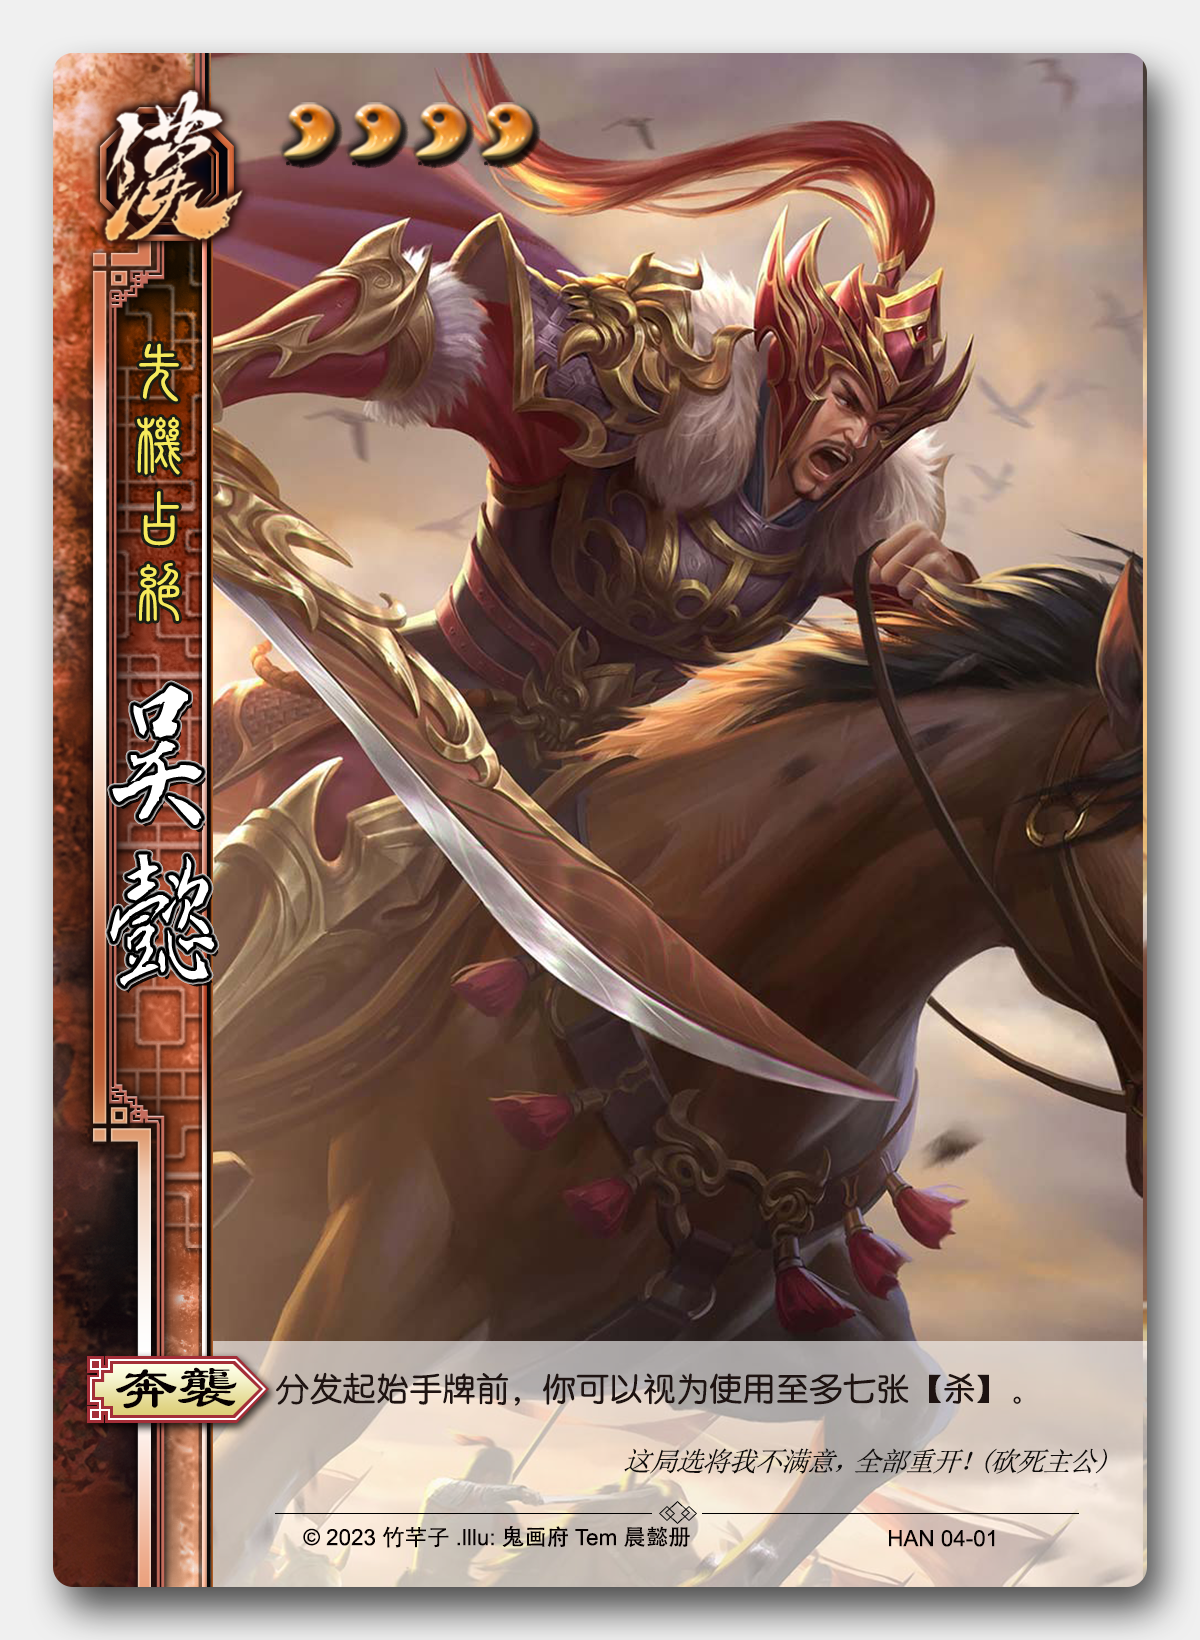 漢
先機占絕
吴懿
奔襲
分发起始手牌前，你可以视为使用至多七张【杀】。
这局选将我不满意，全部重开！（砍死主公）
© 2023 竹芊子 .Illu: 鬼画府 Tem 晨懿册
HAN 04-01